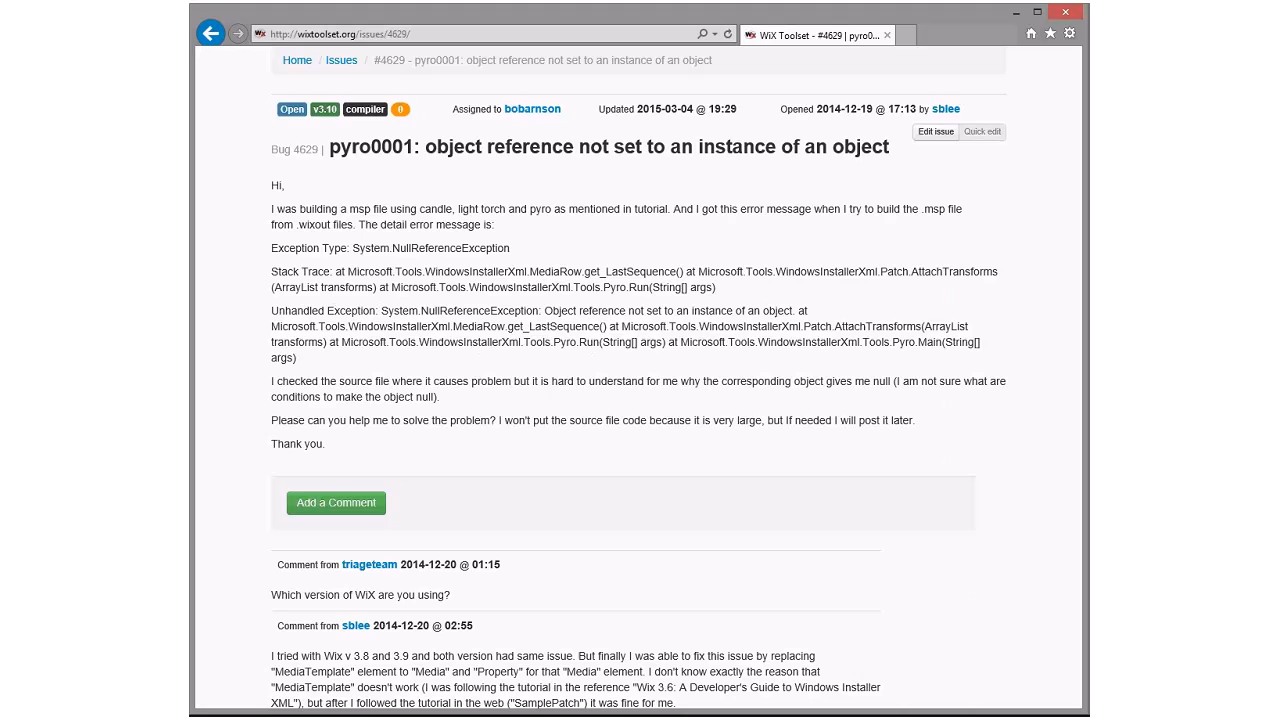 http://wixtoolset.org/issues/4629/
WiX Toolset - #4629 | pyro0...
Home / Issues / #4629 - pyro0001: object reference not set to an instance of an object
Open v3.10 compiler 0 Assigned to bobarnson Updated 2015-03-04 @ 19:29 Opened 2014-12-19 @ 17:13 by sblee
Edit issue Quick edit
Bug 4629 | pyro0001: object reference not set to an instance of an object
Hi,
I was building a msp file using candle, light torch and pyro as mentioned in tutorial. And I got this error message when I try to build the .msp file
from .wixout files. The detail error message is:
Exception Type: System.NullReferenceException
Stack Trace: at Microsoft.Tools.WindowsInstallerXml.MediaRow.get_LastSequence() at Microsoft.Tools.WindowsInstallerXml.Patch.AttachTransforms
(ArrayList transforms) at Microsoft.Tools.WindowsInstallerXml.Tools.Pyro.Run(String[] args)
Unhandled Exception: System.NullReferenceException: Object reference not set to an instance of an object. at
Microsoft.Tools.WindowsInstallerXml.MediaRow.get_LastSequence() at Microsoft.Tools.WindowsInstallerXml.Patch.AttachTransforms(ArrayList
transforms) at Microsoft.Tools.WindowsInstallerXml.Tools.Pyro.Run(String[] args) at Microsoft.Tools.WindowsInstallerXml.Tools.Pyro.Main(String[]
args)
I checked the source file where it causes problem but it is hard to understand for me why the corresponding object gives me null (I am not sure what are
conditions to make the object null).
Please can you help me to solve the problem? I won't put the source file code because it is very large, but If needed I will post it later.
Thank you.
Add a Comment
Comment from triageteam 2014-12-20 @ 01:15
Which version of WiX are you using?
Comment from sblee 2014-12-20 @ 02:55
I tried with Wix v 3.8 and 3.9 and both version had same issue. But finally I was able to fix this issue by replacing
"MediaTemplate" element to "Media" and "Property" for that "Media" element. I don't know exactly the reason that
"MediaTemplate" doesn't work (I was following the tutorial in the reference "Wix 3.6: A Developer's Guide to Windows Installer
XML"), but after I followed the tutorial in the web ("SamplePatch") it was fine for me.